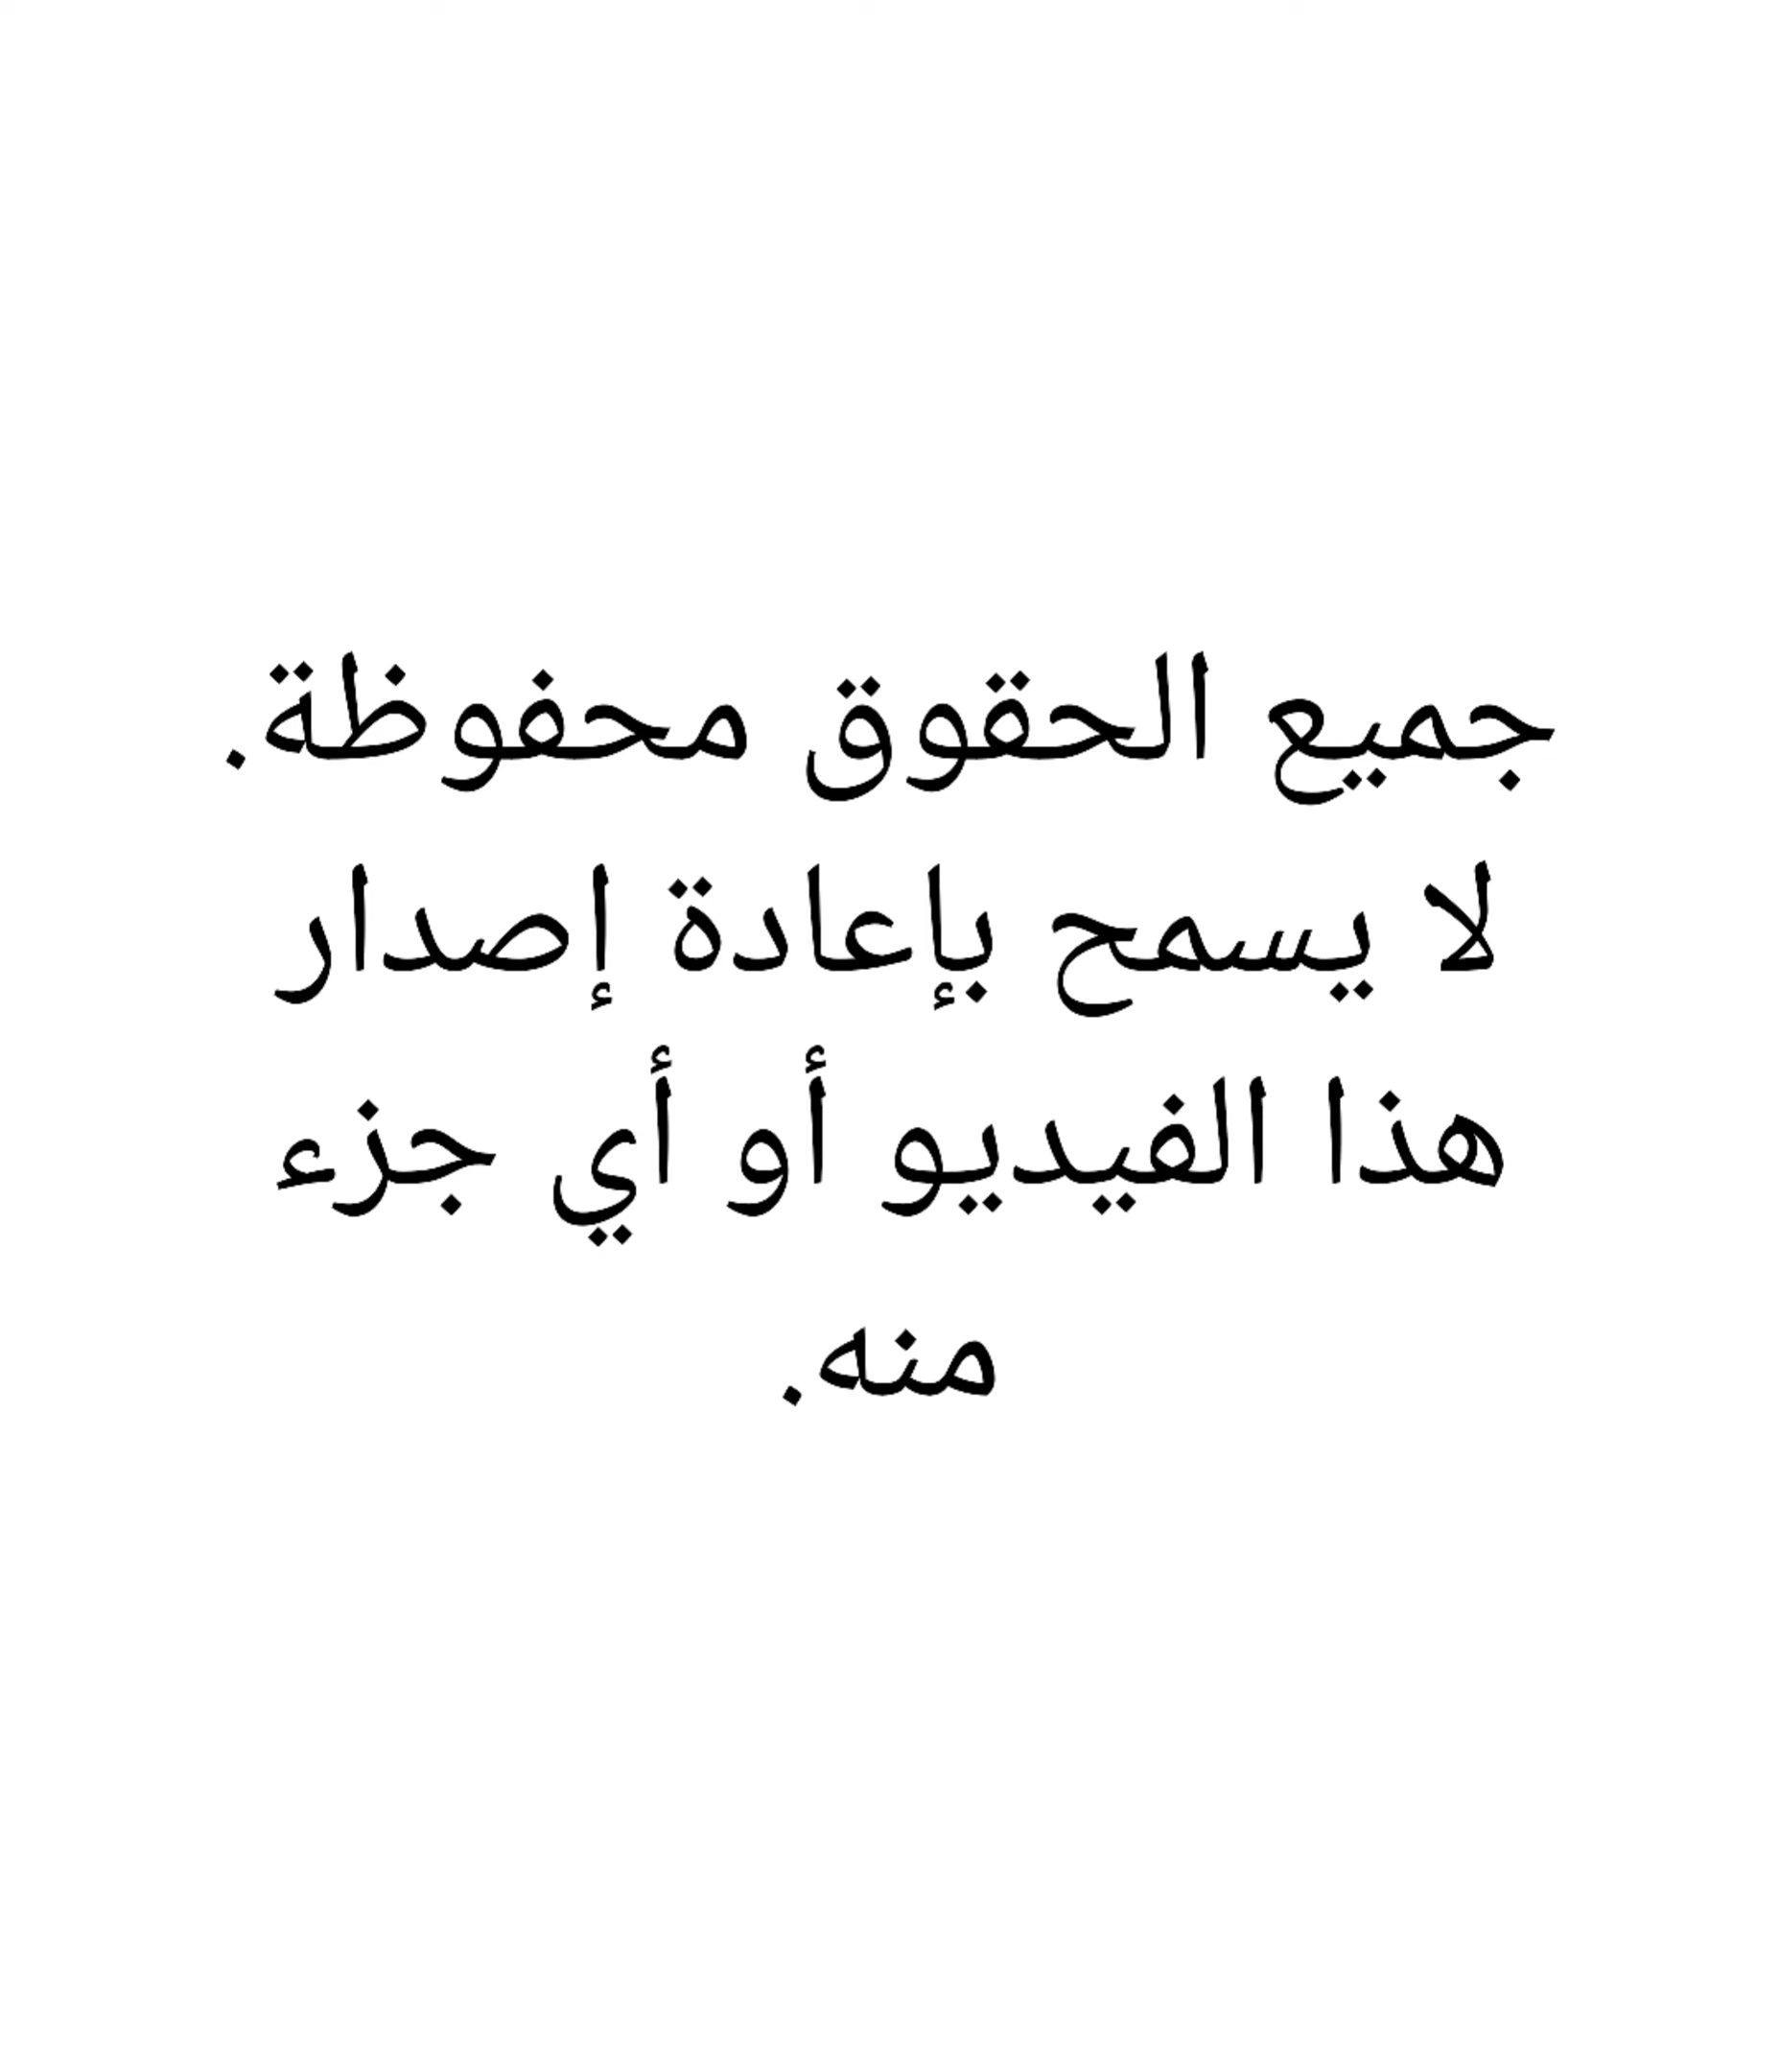 جميع الحقوق محفوظة.
لا يسمح بإعادة إصدار
هذا الفيديو أو أي جزء
منه.